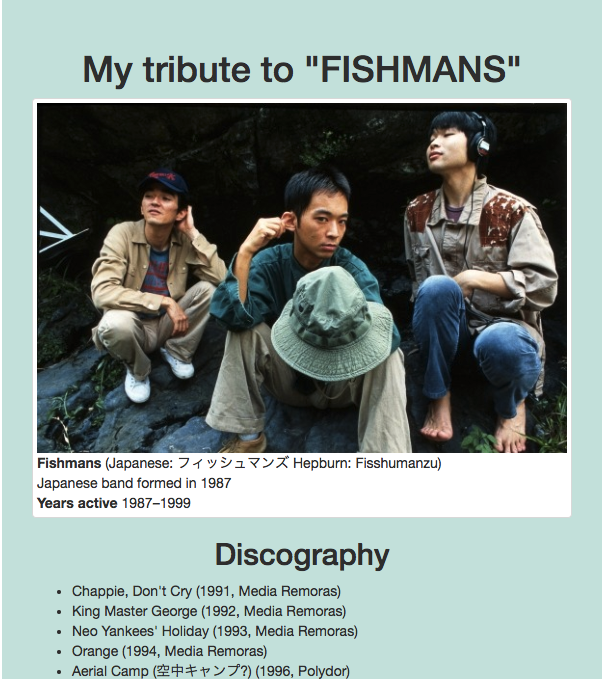 My tribute to "FISHMANS"
Fishmans (Japanese: フィッシュマンズ Hepburn: Fisshumanzu)
Japanese band formed in 1987
Years active 1987–1999
Discography
• Chappie, Don't Cry (1991, Media Remoras)
• King Master George (1992, Media Remoras)
• Neo Yankees' Holiday (1993, Media Remoras)
• Orange (1994, Media Remoras)
• Aerial Camp (空中キャンプ?) (1996, Polydor)